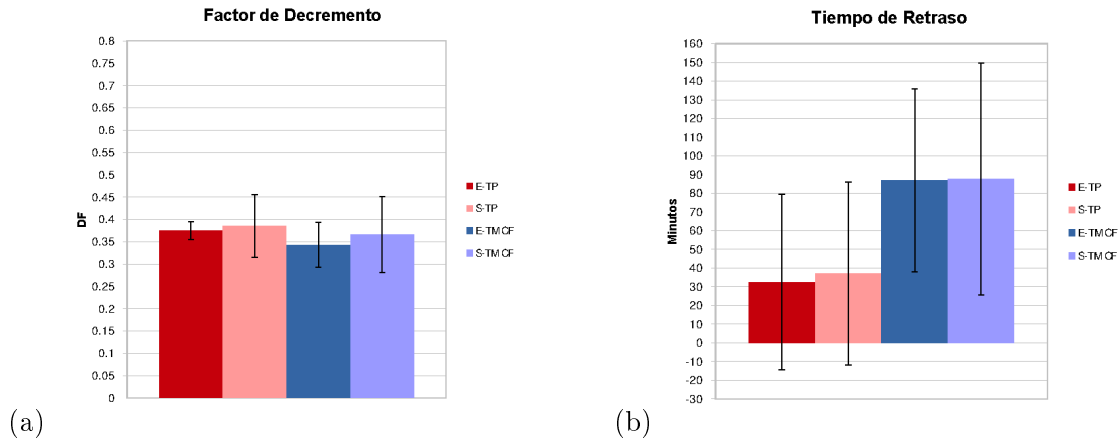 Factor de Decremento
0.8
0.75
0.7
0.65
0.6
0.55
0.5
0.45
0.4
0.35
0.3
0.25
0.2
0.15
0.1
0.05
0
DF
E-TP
S-TP
E-TMCF
S-TMCF
(a)
Tiempo de Retraso
160
150
140
130
120
110
100
90
80
70
60
50
40
30
20
10
0
-10
-20
-30
Minutos
E-TP
S-TP
E-TMCF
S-TMCF
(b)